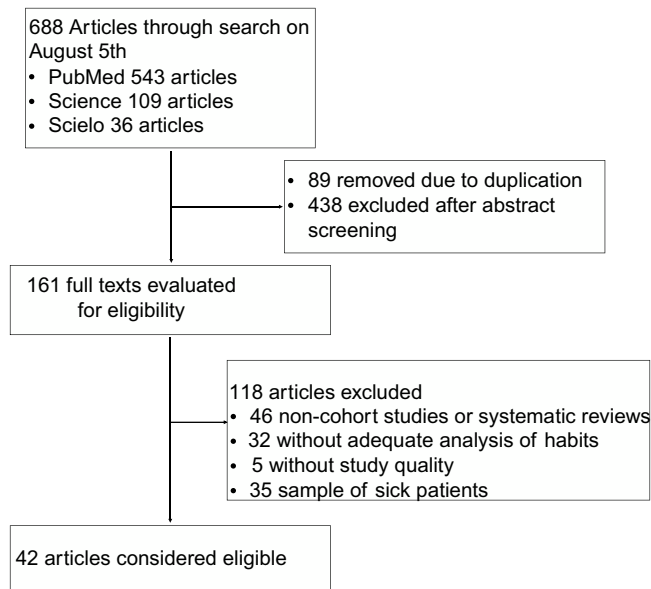 688 Articles through search on
August 5th
• PubMed 543 articles
• Science 109 articles
• Scielo 36 articles
• 89 removed due to duplication
• 438 excluded after abstract
screening
161 full texts evaluated
for eligibility
118 articles excluded
• 46 non-cohort studies or systematic reviews
• 32 without adequate analysis of habits
• 5 without study quality
• 35 sample of sick patients
42 articles considered eligible